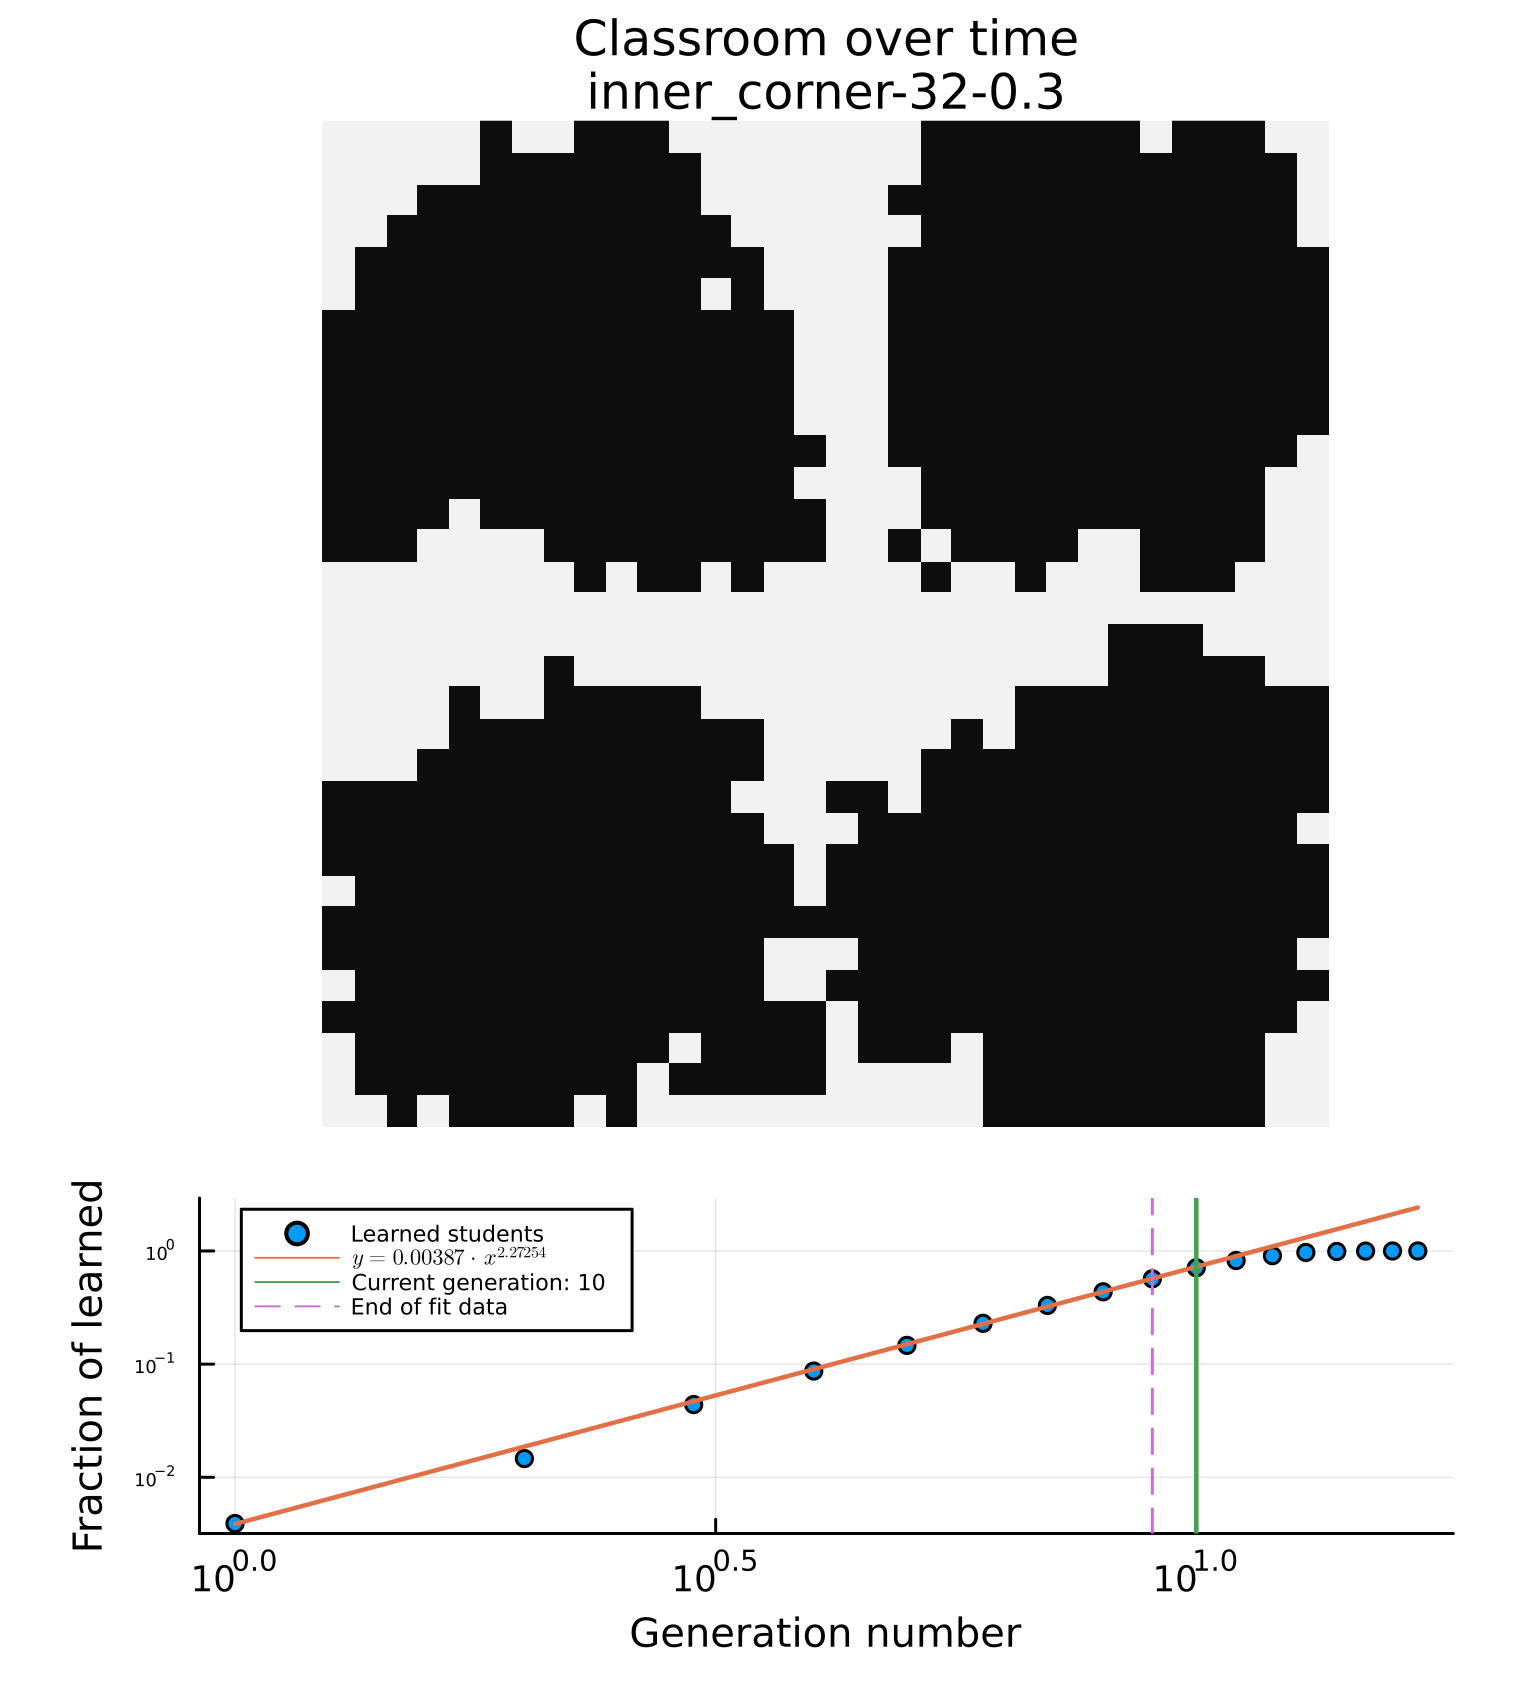 Classroom over time
inner_corner-32-0.3
Fraction of learned
10^0
10^-1
10^-2
Learned students
y = 0.00387 · x^2.27254
Current generation: 10
End of fit data
10^0.0 10^0.5 10^1.0
Generation number